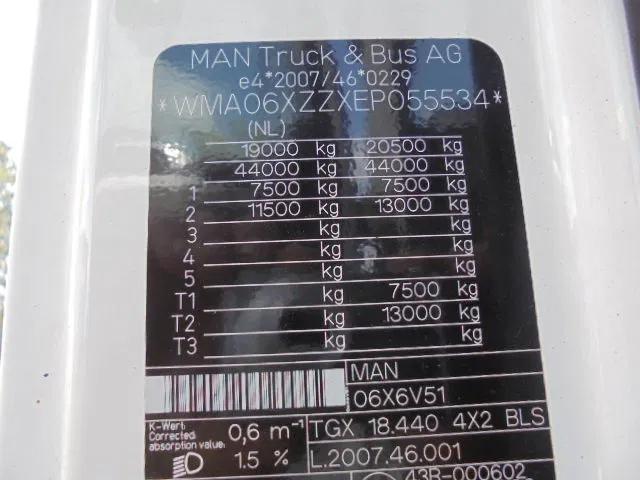 MAN Truck & Bus AG
e4*2007/46*0229
*WMA06XZZXEP055534*
(NL)
19000 kg 20500 kg
44000 kg 44000 kg
1 7500 kg 7500 kg
2 11500 kg 13000 kg
3 kg kg
4 kg kg
5 kg kg
T1 kg 7500 kg
T2 kg 13000 kg
T3 kg kg
MAN
06X6V51
K-Wert:
Corrected
absorption value:
0,6 m-1
TGX 18.440 4X2 BLS
1.5 %
L.2007.46.001
43R-000602